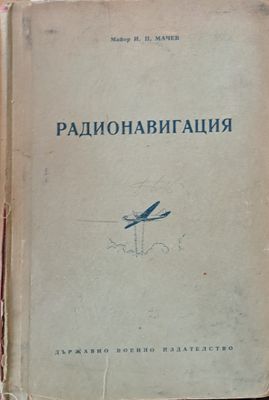 Майор И. П. МАЧЕВ
РАДИОНАВИГАЦИЯ
ДЪРЖАВНО ВОЕННО ИЗДАТЕЛСТВО